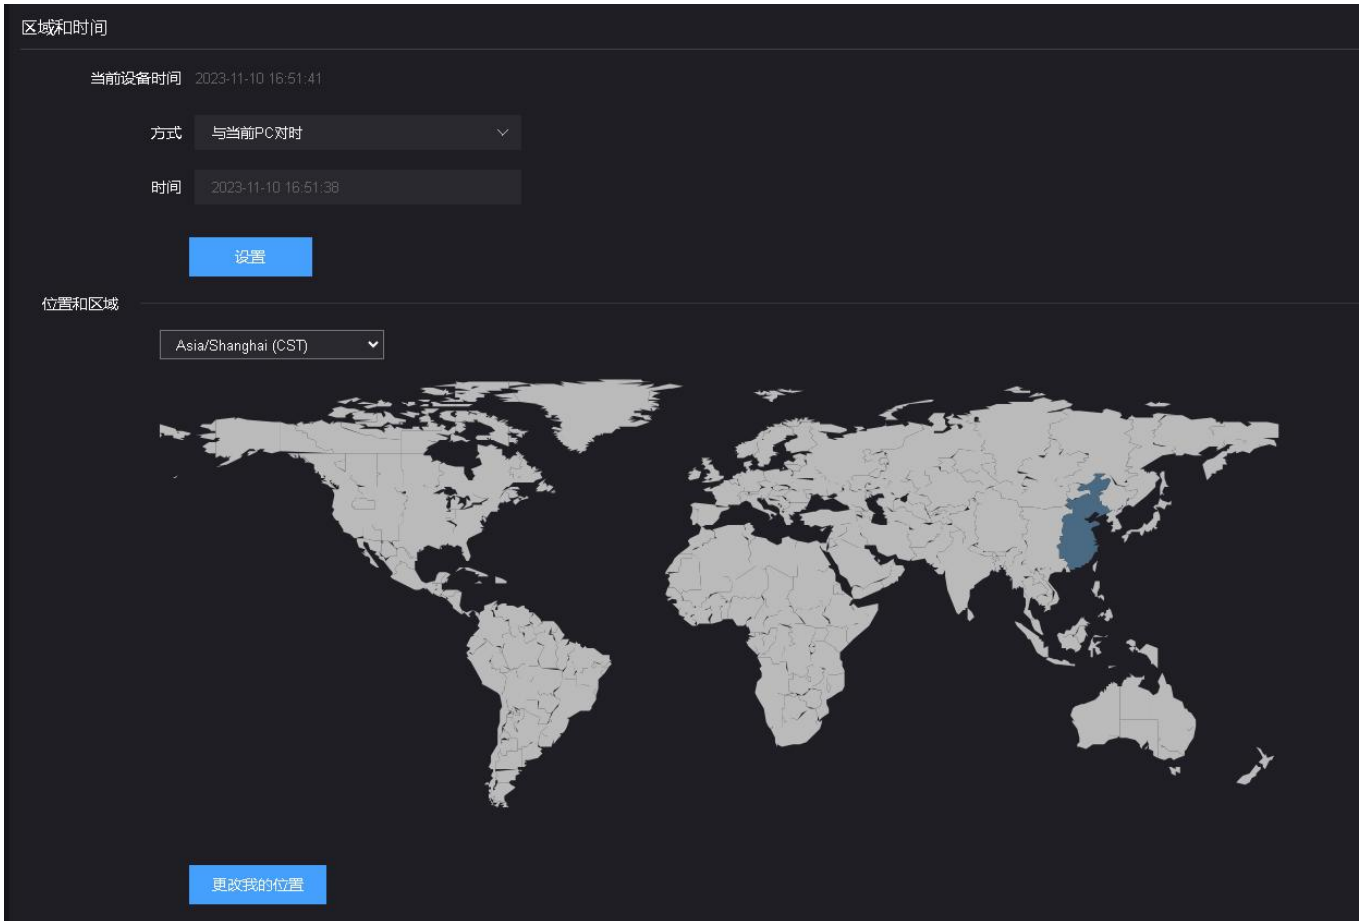 区域和时间
当前设备时间 2023-11-10 16:51:41
方式 与当前PC对时
时间 2023-11-10 16:51:38
设置
位置和区域
Asia/Shanghai (CST)
更改我的位置